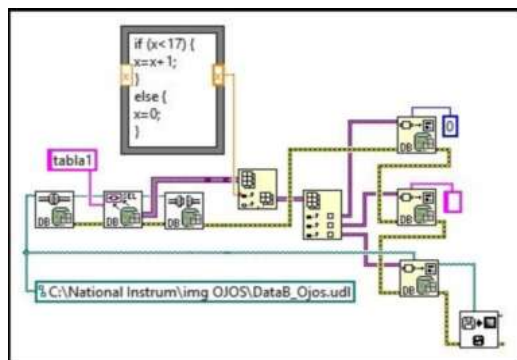 if (x<17) {
x=x+1;
}
else {
x=0;
}
x
x
tabla1
DB
EL
DB
DB
DB
0
DB
DB
C:\National Instrum\img OJOS\DataB_Ojos.udl